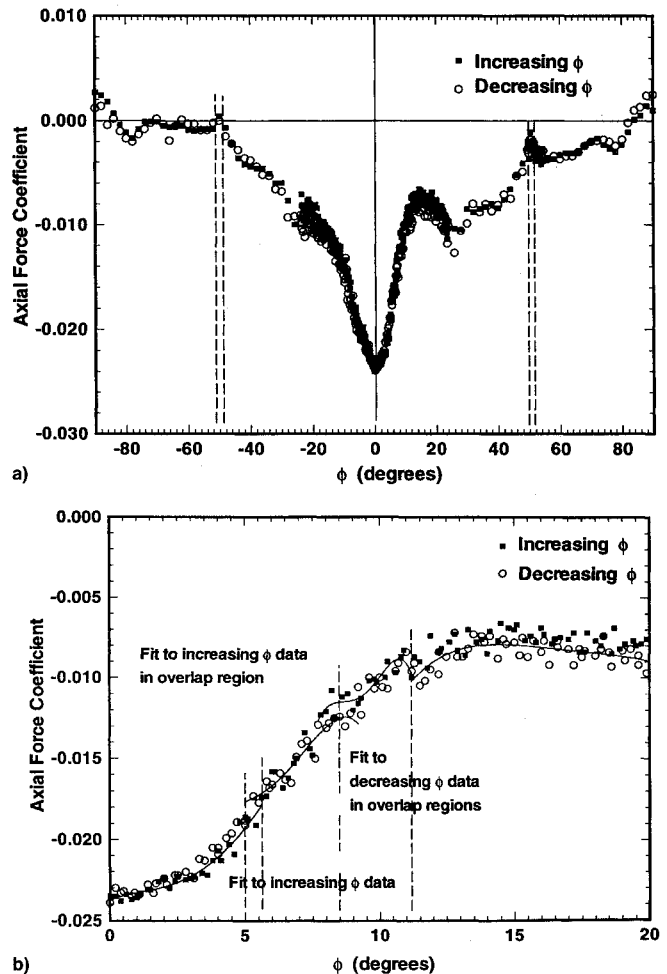 0.010
Increasing ϕ
Decreasing ϕ
0.000
-0.010
-0.020
-0.030
Axial Force Coefficient
-80 -60 -40 -20 0 20 40 60 80
ϕ (degrees)
a)
0.000
Increasing ϕ
Decreasing ϕ
-0.005
Fit to increasing ϕ data
in overlap region
-0.010
Fit to
decreasing ϕ data
in overlap regions
-0.015
-0.020
Fit to increasing ϕ data
-0.025
Axial Force Coefficient
0 5 10 15 20
ϕ (degrees)
b)